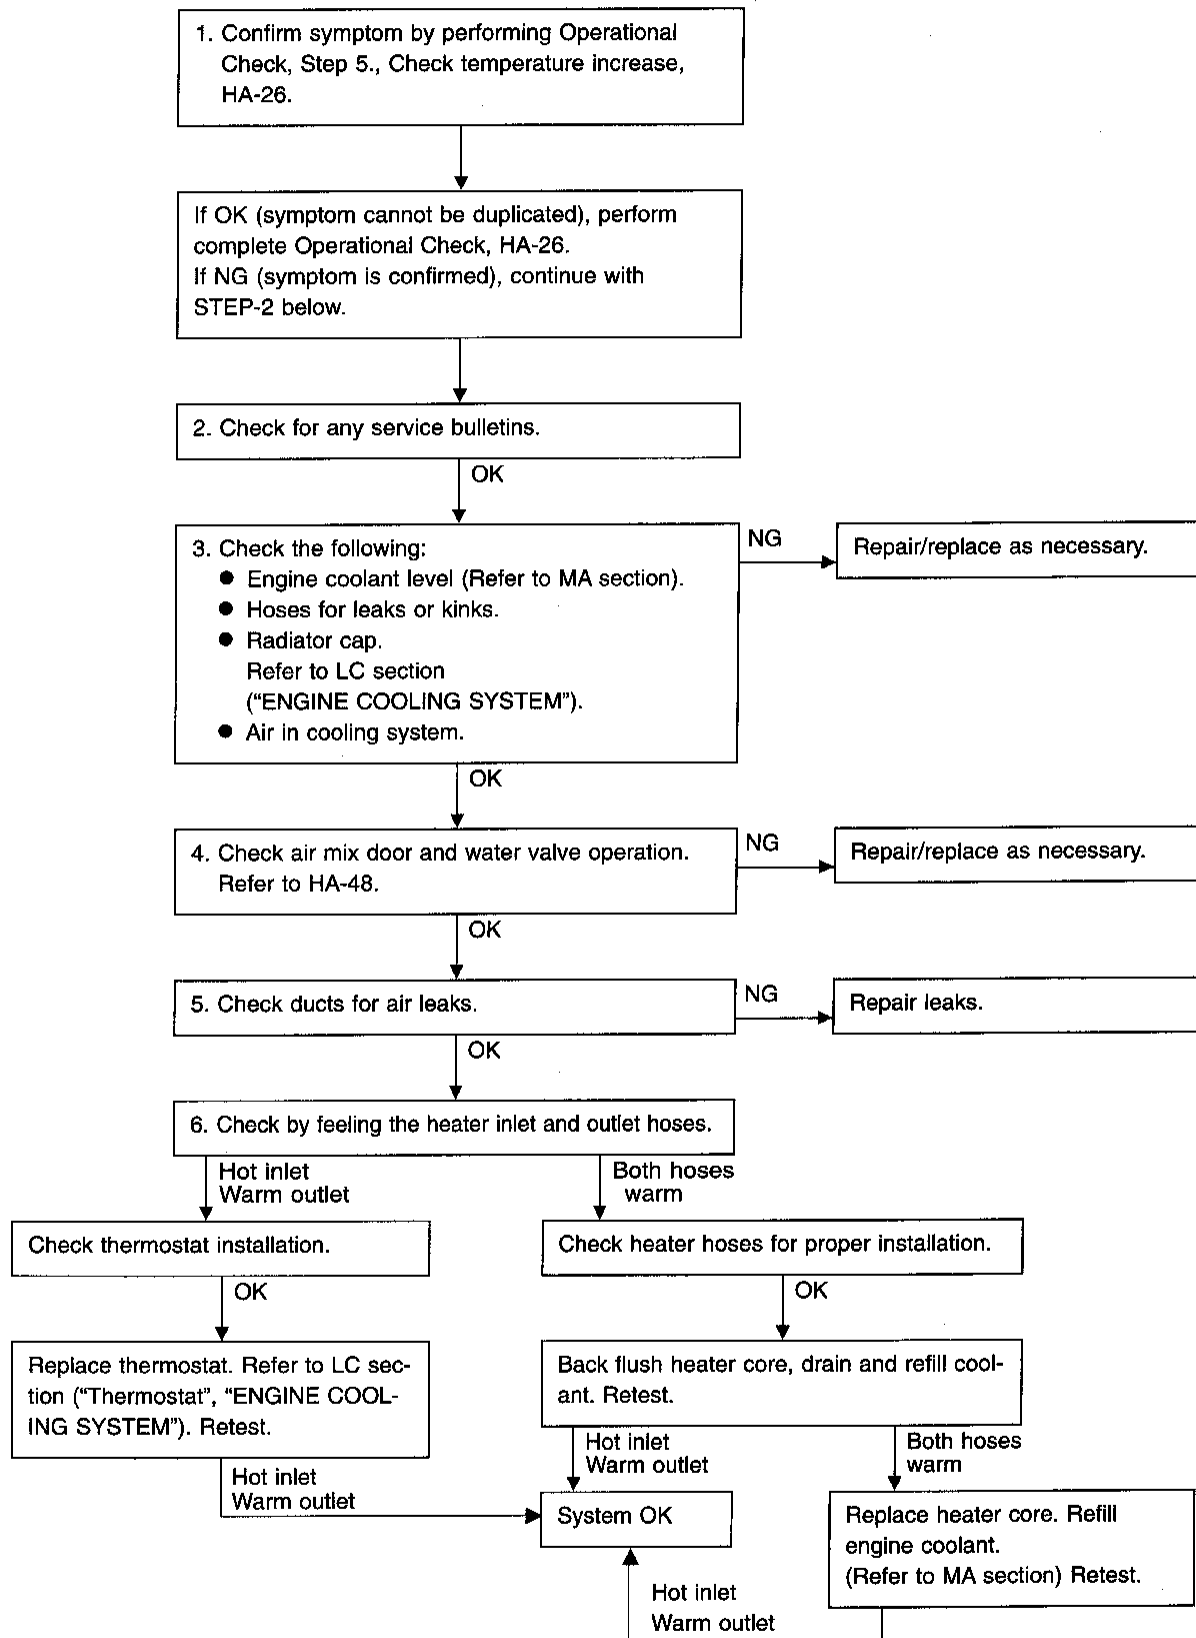 1. Confirm symptom by performing Operational
Check, Step 5., Check temperature increase,
HA-26.
If OK (symptom cannot be duplicated), perform
complete Operational Check, HA-26.
If NG (symptom is confirmed), continue with
STEP-2 below.
2. Check for any service bulletins.
OK
3. Check the following:
● Engine coolant level (Refer to MA section).
● Hoses for leaks or kinks.
● Radiator cap.
Refer to LC section
(“ENGINE COOLING SYSTEM”).
● Air in cooling system.
NG
Repair/replace as necessary.
OK
4. Check air mix door and water valve operation.
Refer to HA-48.
NG
Repair/replace as necessary.
OK
5. Check ducts for air leaks.
NG
Repair leaks.
OK
6. Check by feeling the heater inlet and outlet hoses.
Hot inlet
Warm outlet
Both hoses
warm
Check thermostat installation.
Check heater hoses for proper installation.
OK
OK
Replace thermostat. Refer to LC sec-
tion (“Thermostat”, “ENGINE COOL-
ING SYSTEM”). Retest.
Back flush heater core, drain and refill cool-
ant. Retest.
Hot inlet
Warm outlet
Hot inlet
Warm outlet
Both hoses
warm
System OK
Replace heater core. Refill
engine coolant.
(Refer to MA section) Retest.
Hot inlet
Warm outlet